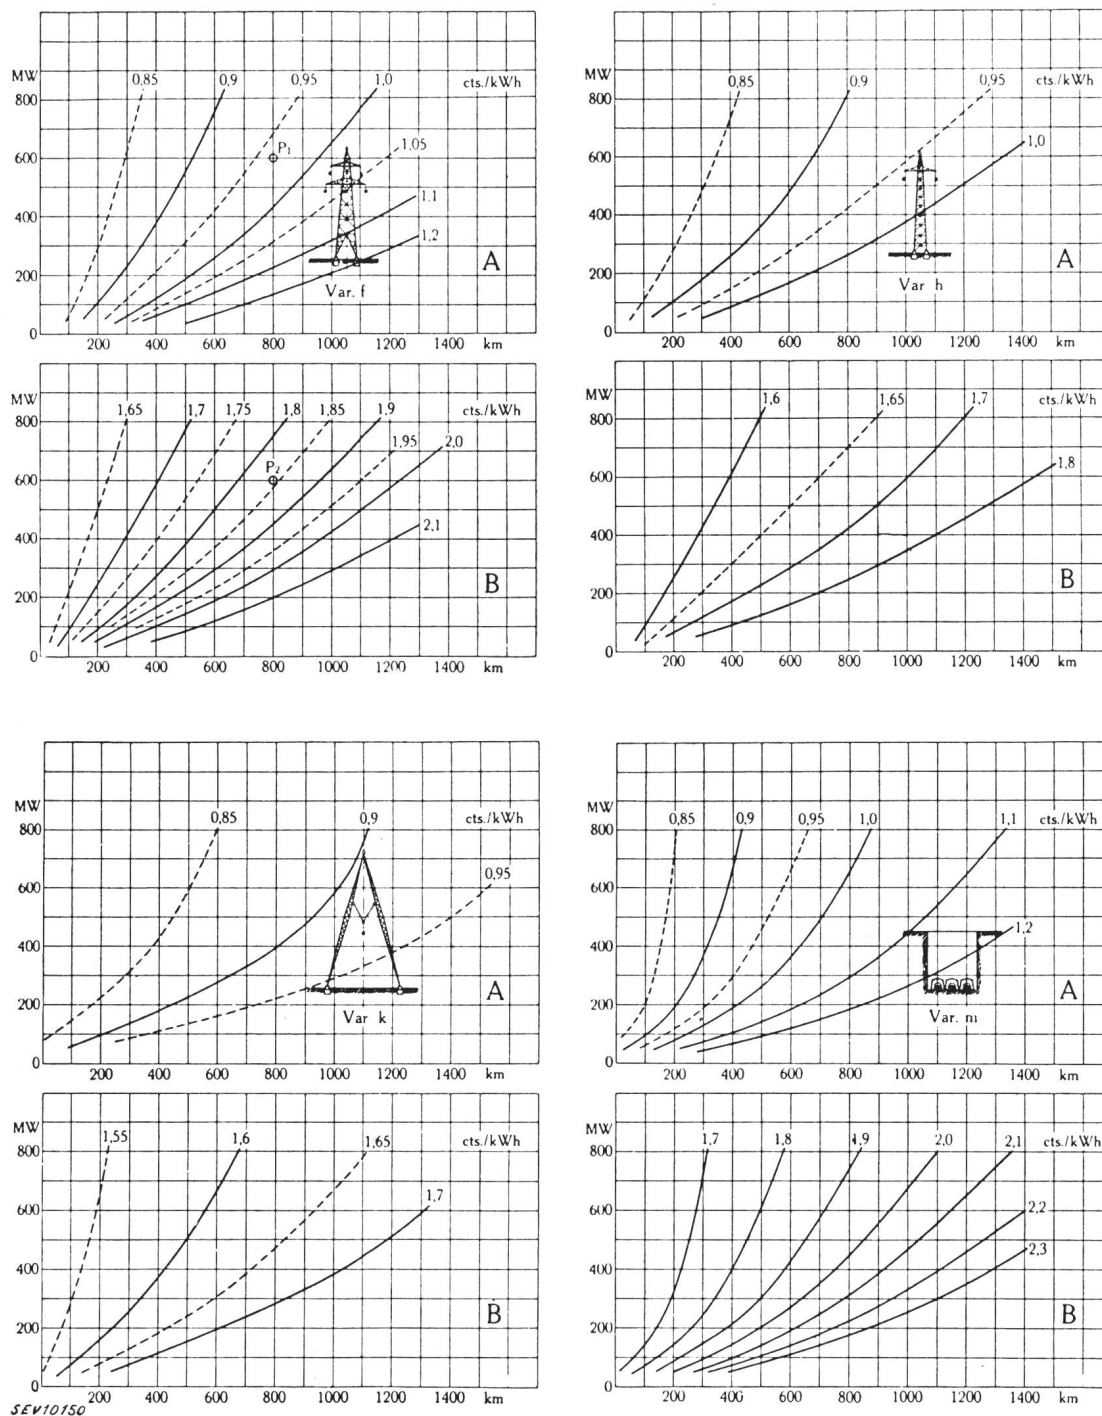 MW 0,85 0,9 0,95 1,0 cts./kWh
800
P1
600 1,05
400 1,1
1,2
200 A
Var. f
0 200 400 600 800 1000 1200 1400 km
MW 0,85 0,9 0,95 cts./kWh
800
600 1,0
400
200 A
Var h
0 200 400 600 800 1000 1200 1400 km
MW 1,65 1,7 1,75 1,8 1,85 1,9 cts./kWh
800
1,95 2,0
P2
600
2,1
400
200 B
0 200 400 600 800 1000 1200 1400 km
MW 1,6 1,65 1,7 cts./kWh
800
600 1,8
400
200 B
0 200 400 600 800 1000 1200 1400 km
MW 0,85 0,9 cts./kWh
800
0,95
600
400
200 A
Var k
0 200 400 600 800 1000 1200 1400 km
MW 0,85 0,9 0,95 1,0 1,1 cts./kWh
800
600
400 1,2
200 A
Var. m
0 200 400 600 800 1000 1200 1400 km
MW 1,55 1,6 1,65 cts./kWh
800
1,7
600
400
200 B
0 200 400 600 800 1000 1200 1400 km
MW 1,7 1,8 1,9 2,0 2,1 cts./kWh
800
600 2,2
2,3
400
200 B
0 200 400 600 800 1000 1200 1400 km
SEV10150